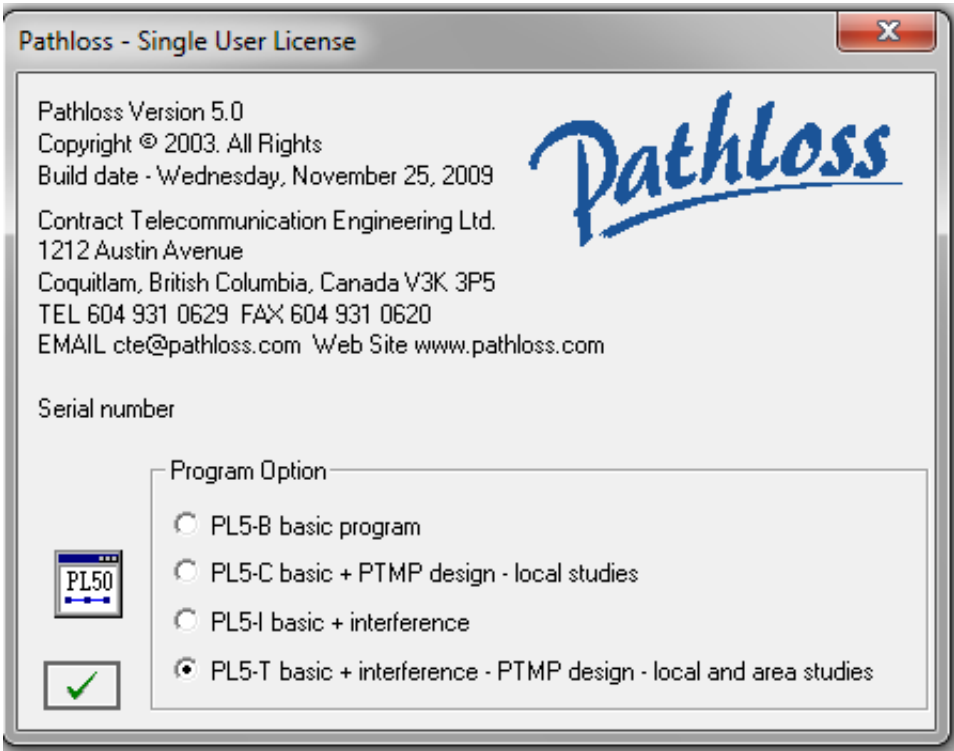 Pathloss - Single User License
Pathloss Version 5.0
Copyright © 2003. All Rights
Build date - Wednesday, November 25, 2009
Pathloss
Contract Telecommunication Engineering Ltd.
1212 Austin Avenue
Coquitlam, British Columbia, Canada V3K 3P5
TEL 604 931 0629 FAX 604 931 0620
EMAIL cte@pathloss.com Web Site www.pathloss.com
Serial number
Program Option
PL5-B basic program
PL5-C basic + PTMP design - local studies
PL50
PL5-I basic + interference
PL5-T basic + interference - PTMP design - local and area studies